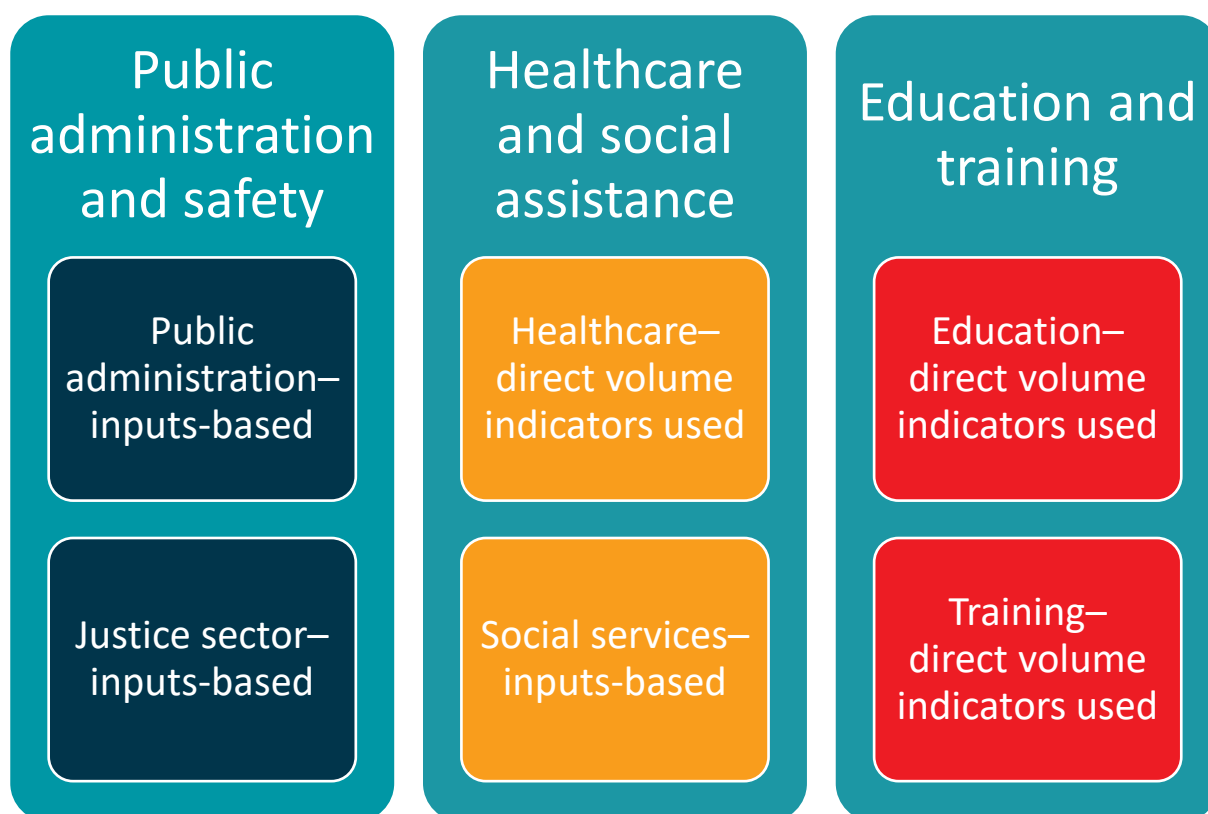 Public
administration
and safety
Public
administration–
inputs-based
Justice sector–
inputs-based
Healthcare
and social
assistance
Healthcare–
direct volume
indicators used
Social services–
inputs-based
Education and
training
Education–
direct volume
indicators used
Training–
direct volume
indicators used